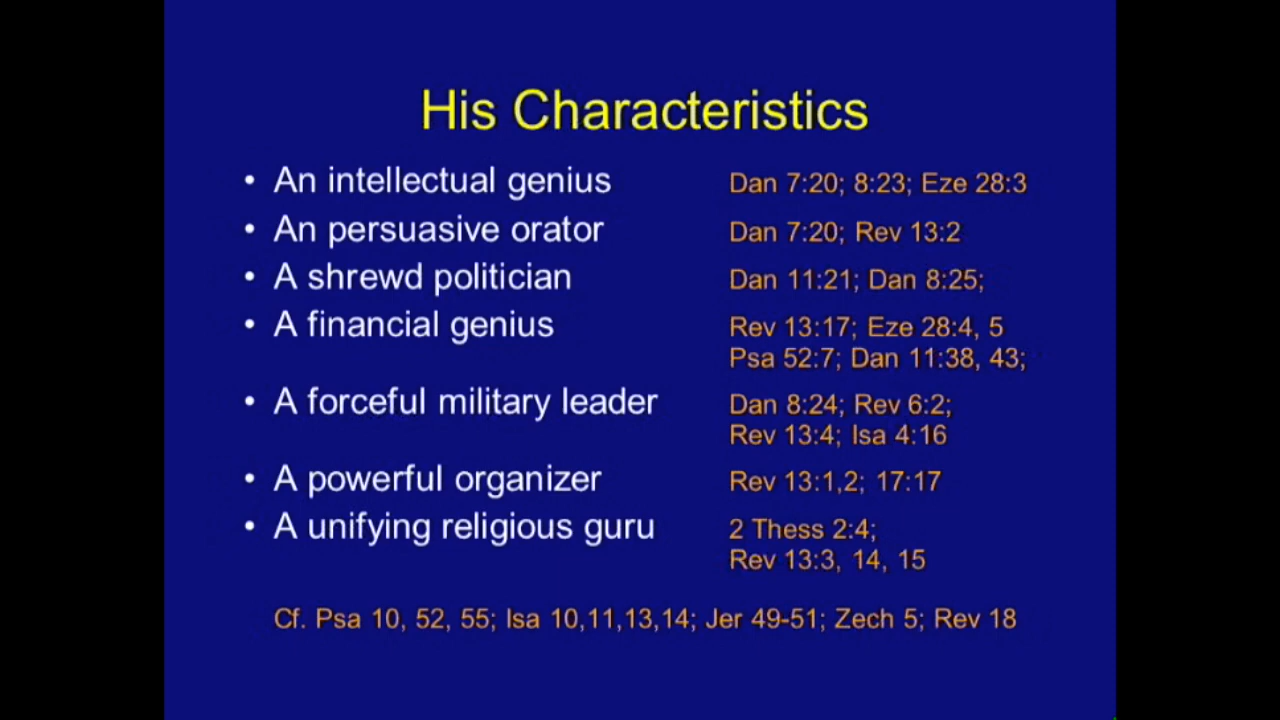 His Characteristics
• An intellectual genius Dan 7:20; 8:23; Eze 28:3
• An persuasive orator Dan 7:20; Rev 13:2
• A shrewd politician Dan 11:21; Dan 8:25;
• A financial genius Rev 13:17; Eze 28:4, 5
Psa 52:7; Dan 11:38, 43;
• A forceful military leader Dan 8:24; Rev 6:2;
Rev 13:4; Isa 4:16
• A powerful organizer Rev 13:1,2; 17:17
• A unifying religious guru 2 Thess 2:4;
Rev 13:3, 14, 15
Cf. Psa 10, 52, 55; Isa 10,11,13,14; Jer 49-51; Zech 5; Rev 18